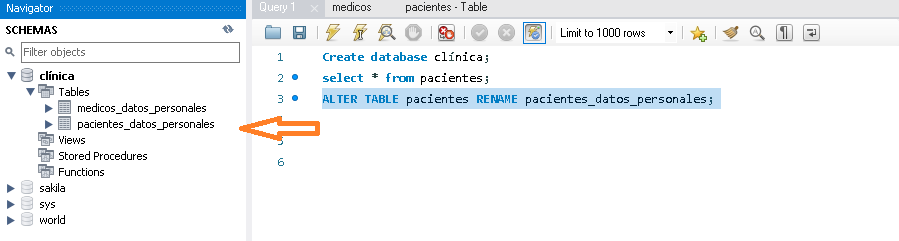 Navigator
SCHEMAS
Filter objects
clínica
Tables
medicos_datos_personales
pacientes_datos_personales
Views
Stored Procedures
Functions
sakila
sys
world
Query 1 medicos pacientes - Table
Limit to 1000 rows
1 Create database clínica;
2 select * from pacientes;
3 ALTER TABLE pacientes RENAME pacientes_datos_personales;
5
6